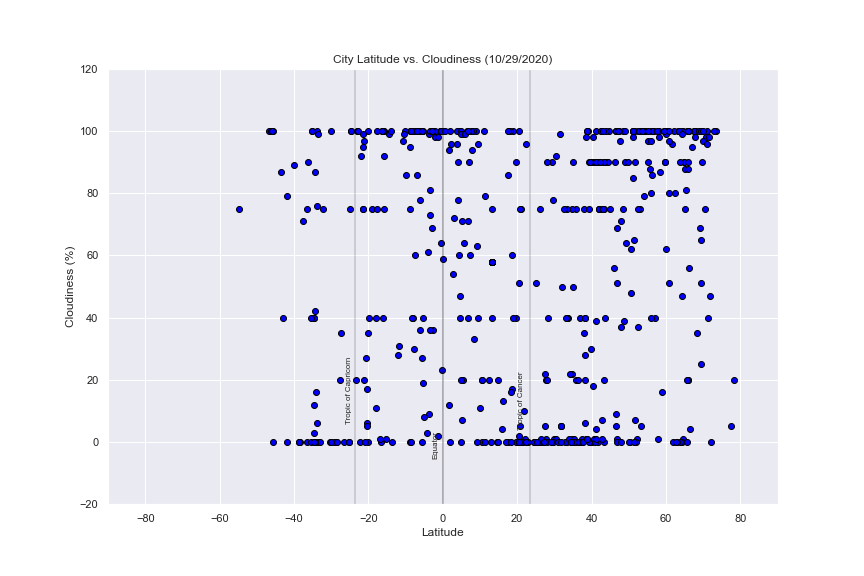 City Latitude vs. Cloudiness (10/29/2020)
120
100
80
60
40
20
0
−20
Cloudiness (%)
Tropic of Capricorn
Equator
Tropic of Cancer
−80
−60
−40
−20
0
20
40
60
80
Latitude